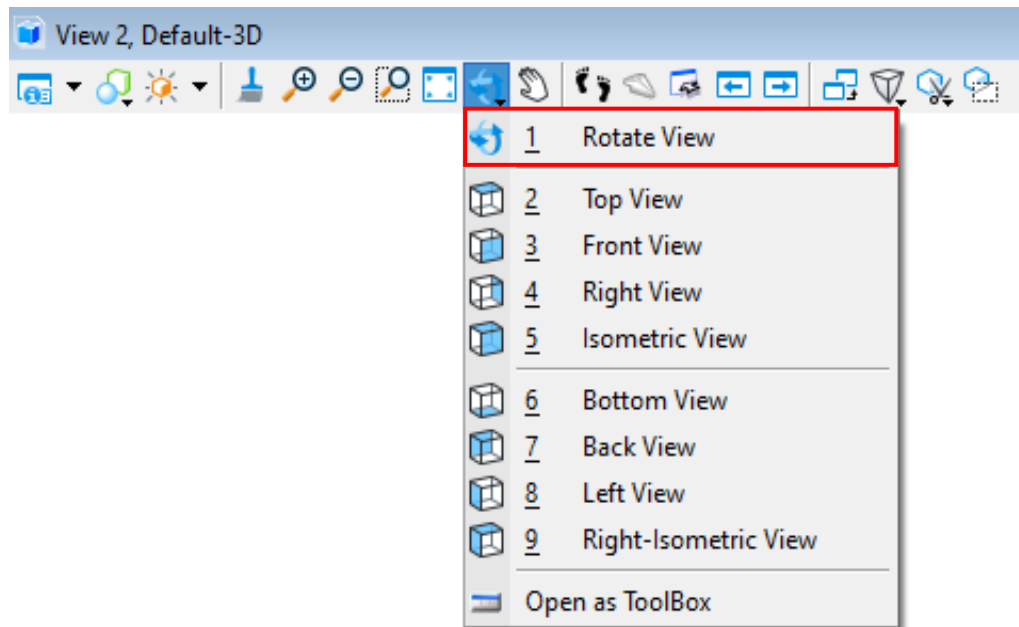 View 2, Default-3D
1 Rotate View
2 Top View
3 Front View
4 Right View
5 Isometric View
6 Bottom View
7 Back View
8 Left View
9 Right-Isometric View
Open as ToolBox